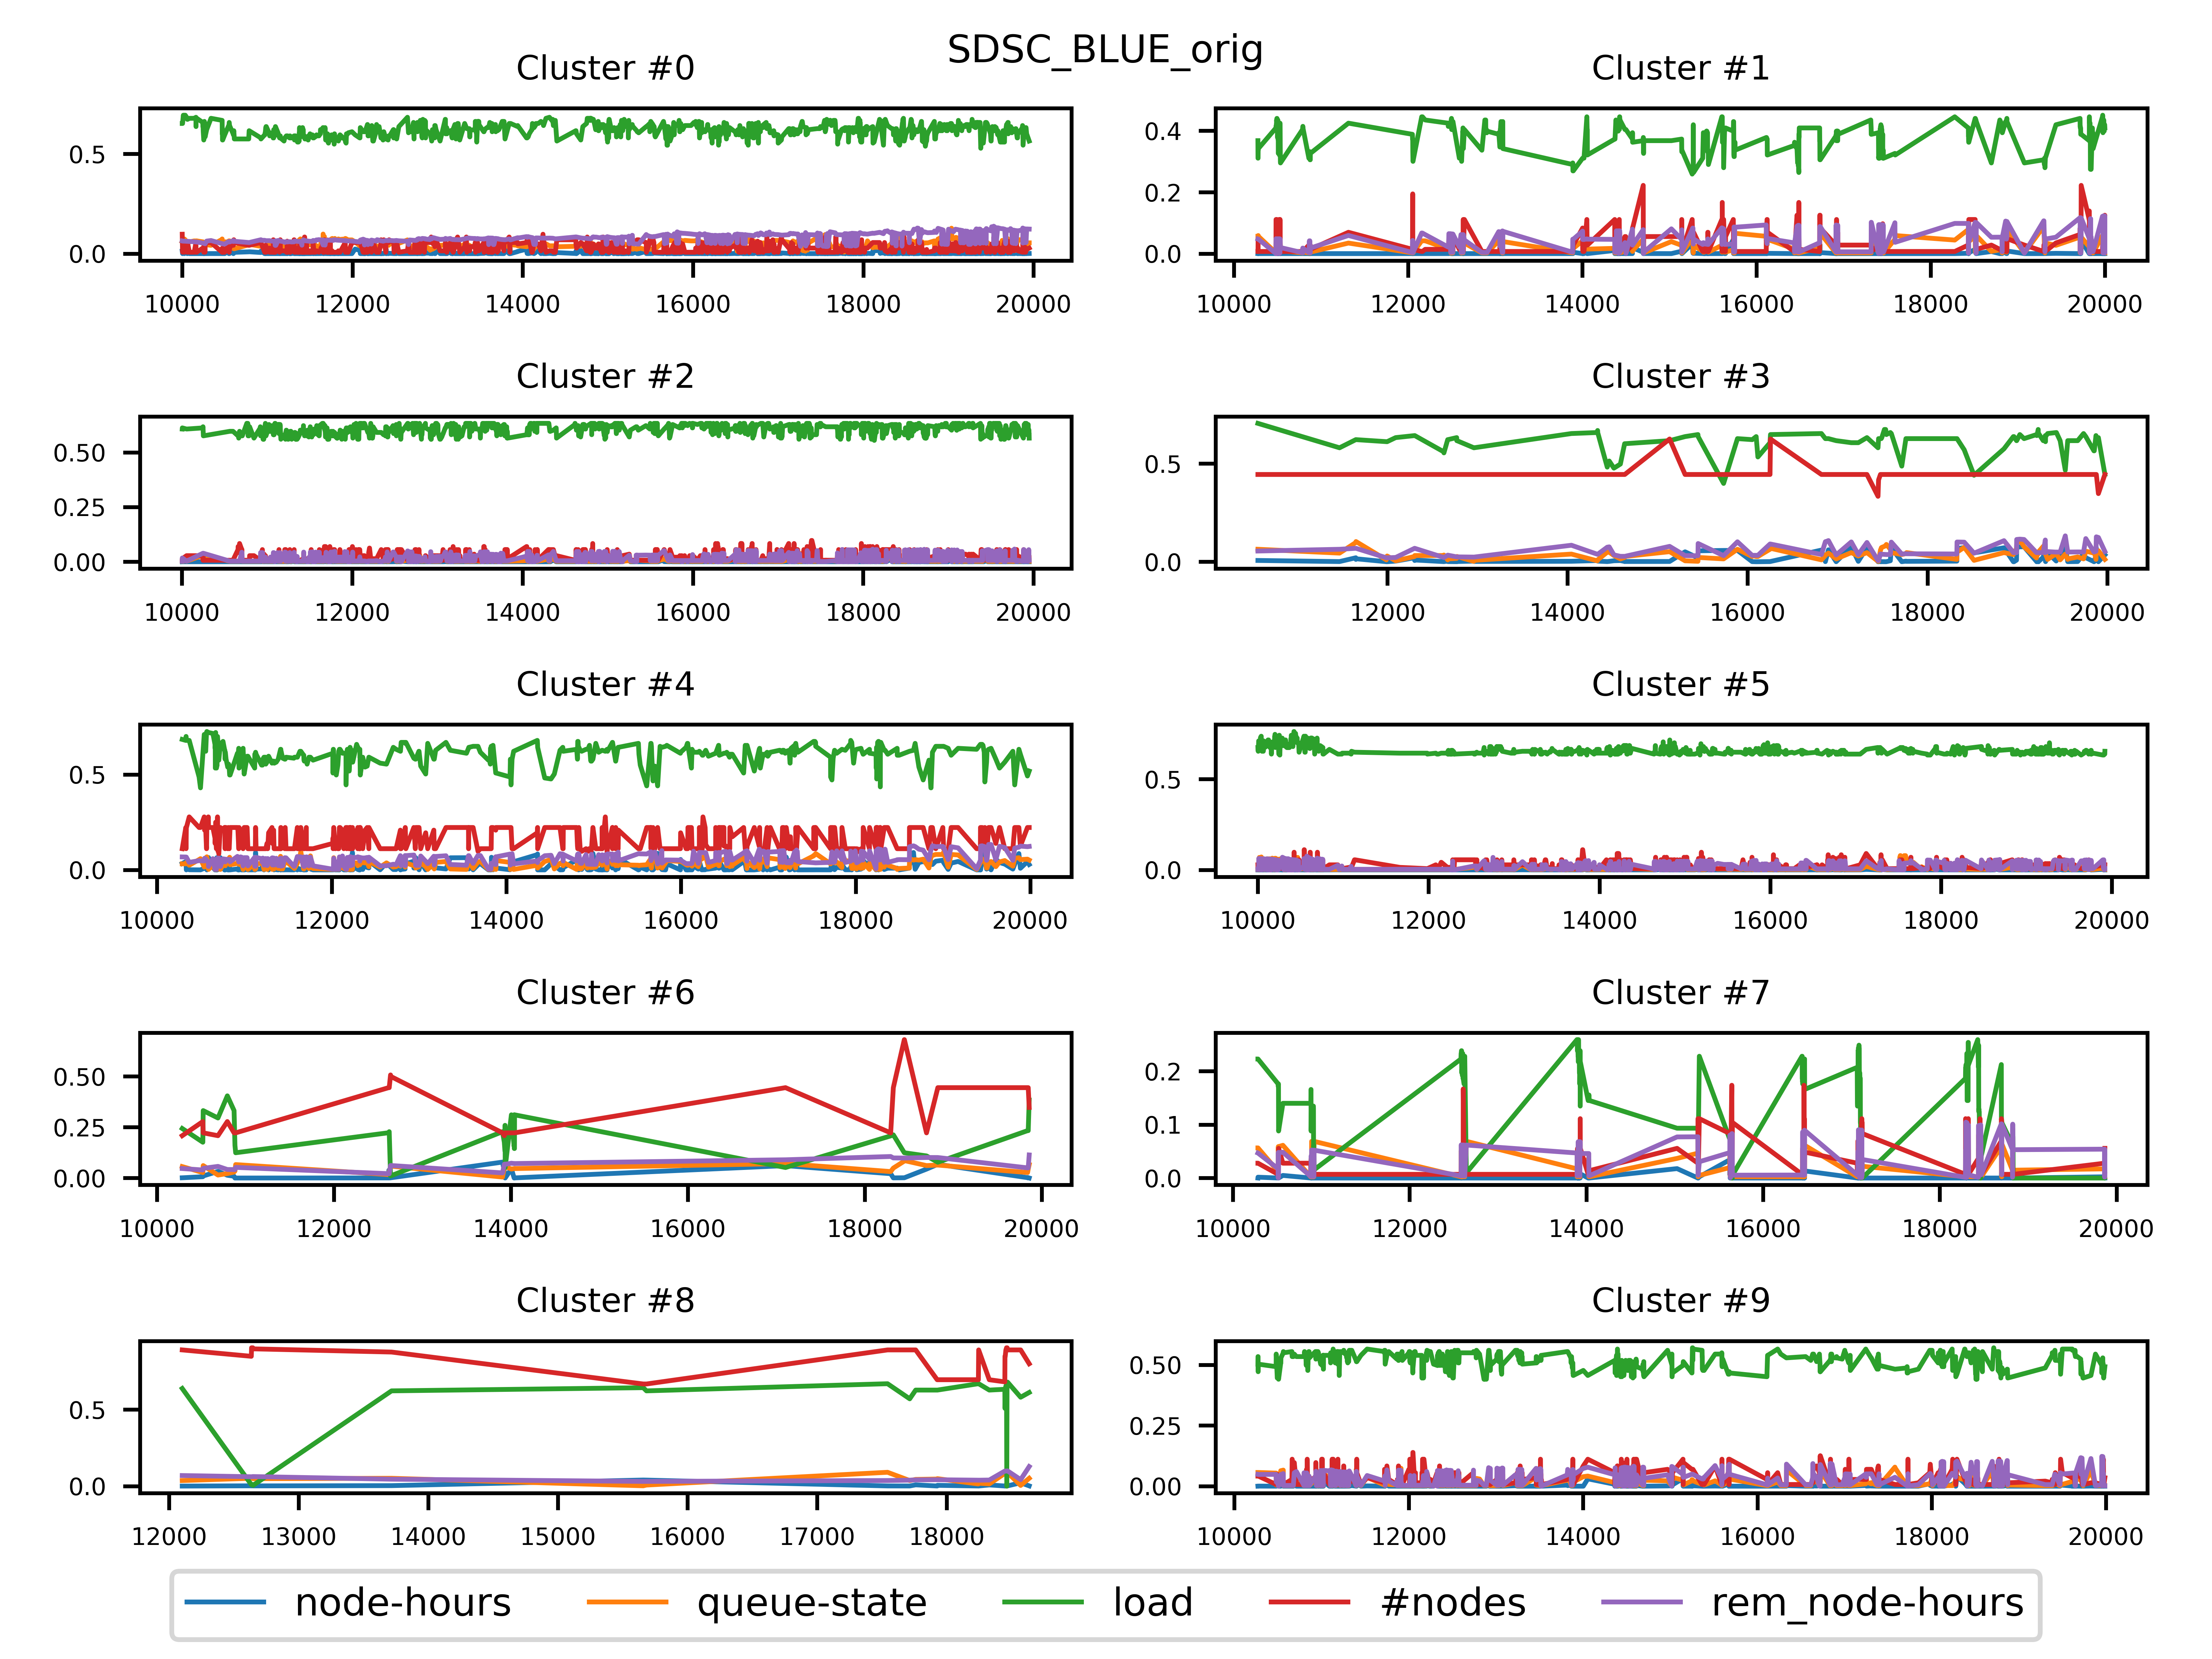 SDSC_BLUE_orig
Cluster #0
0.5
0.0
10000 12000 14000 16000 18000 20000
Cluster #1
0.4
0.2
0.0
10000 12000 14000 16000 18000 20000
Cluster #2
0.50
0.25
0.00
10000 12000 14000 16000 18000 20000
Cluster #3
0.5
0.0
12000 14000 16000 18000 20000
Cluster #4
0.5
0.0
10000 12000 14000 16000 18000 20000
Cluster #5
0.5
0.0
10000 12000 14000 16000 18000 20000
Cluster #6
0.50
0.25
0.00
10000 12000 14000 16000 18000 20000
Cluster #7
0.2
0.1
0.0
10000 12000 14000 16000 18000 20000
Cluster #8
0.5
0.0
12000 13000 14000 15000 16000 17000 18000
Cluster #9
0.50
0.25
0.00
10000 12000 14000 16000 18000 20000
node-hours queue-state load #nodes rem_node-hours